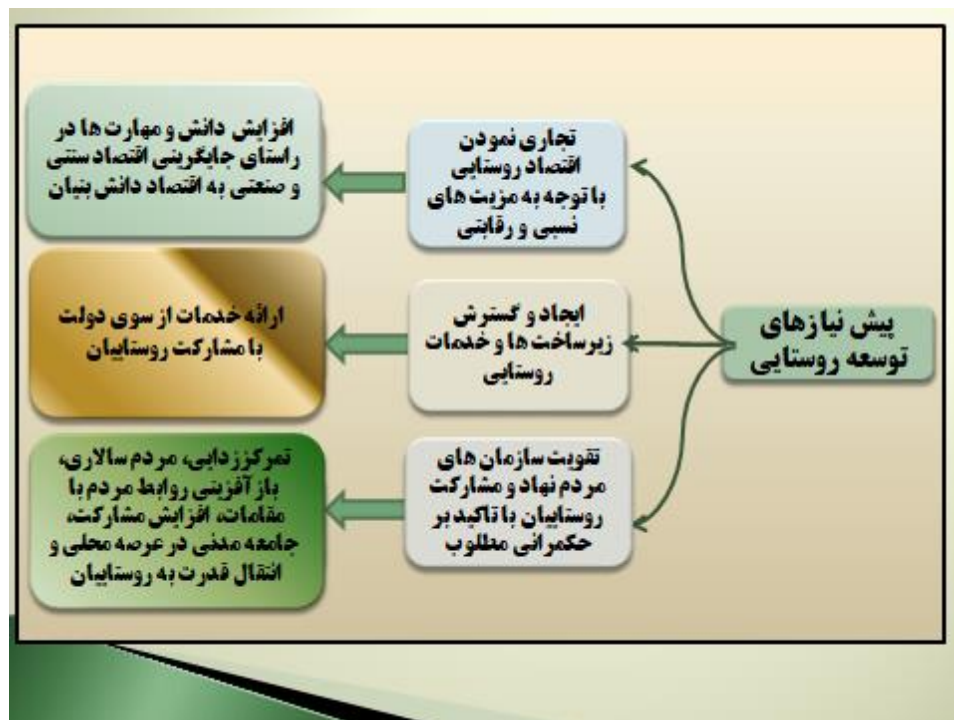 پیش نیازهای
توسعه روستایی
تجاری نمودن
اقتصاد روستایی
با توجه به مزیت های
نسبی و رقابتی
افزایش دانش و مهارت ها در
راستای جایگزینی اقتصاد سنتی
و صنعتی به اقتصاد دانش بنیان
ایجاد و گسترش
زیرساخت ها و خدمات
روستایی
ارائه خدمات از سوی دولت
با مشارکت روستاییان
تقویت سازمان های
مردم نهاد و مشارکت
روستاییان با تاکید بر
حکمرانی مطلوب
تمرکززدایی، مردم سالاری،
باز آفزینی روابط مردم با
مقامات، افزایش مشارکت،
جامعه مدنی در عرصه محلی و
انتقال قدرت به روستاییان